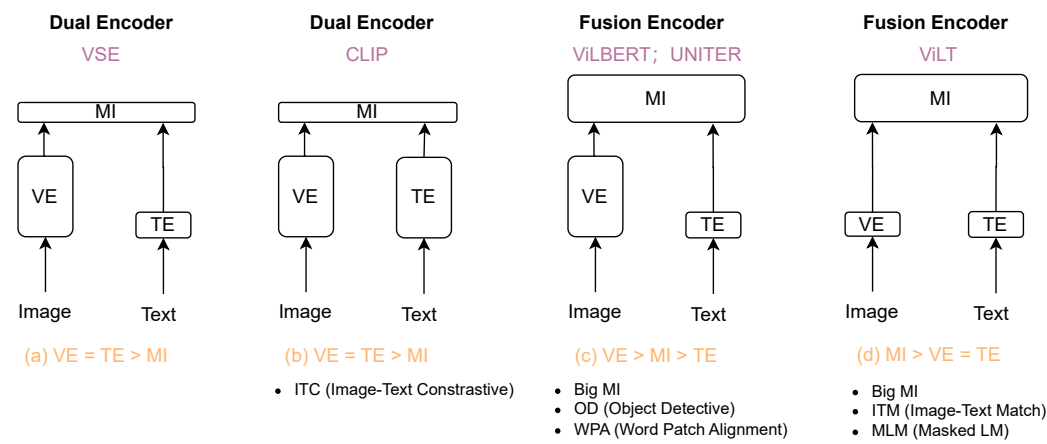 Dual Encoder
VSE
MI
VE
TE
Image
Text
(a) VE = TE > MI
Dual Encoder
CLIP
MI
VE
TE
Image
Text
(b) VE = TE > MI
• ITC (Image-Text Constrastive)
Fusion Encoder
ViLBERT; UNITER
MI
VE
TE
Image
Text
(c) VE > MI > TE
• Big MI
• OD (Object Detective)
• WPA (Word Patch Alignment)
Fusion Encoder
ViLT
MI
VE
TE
Image
Text
(d) MI > VE = TE
• Big MI
• ITM (Image-Text Match)
• MLM (Masked LM)